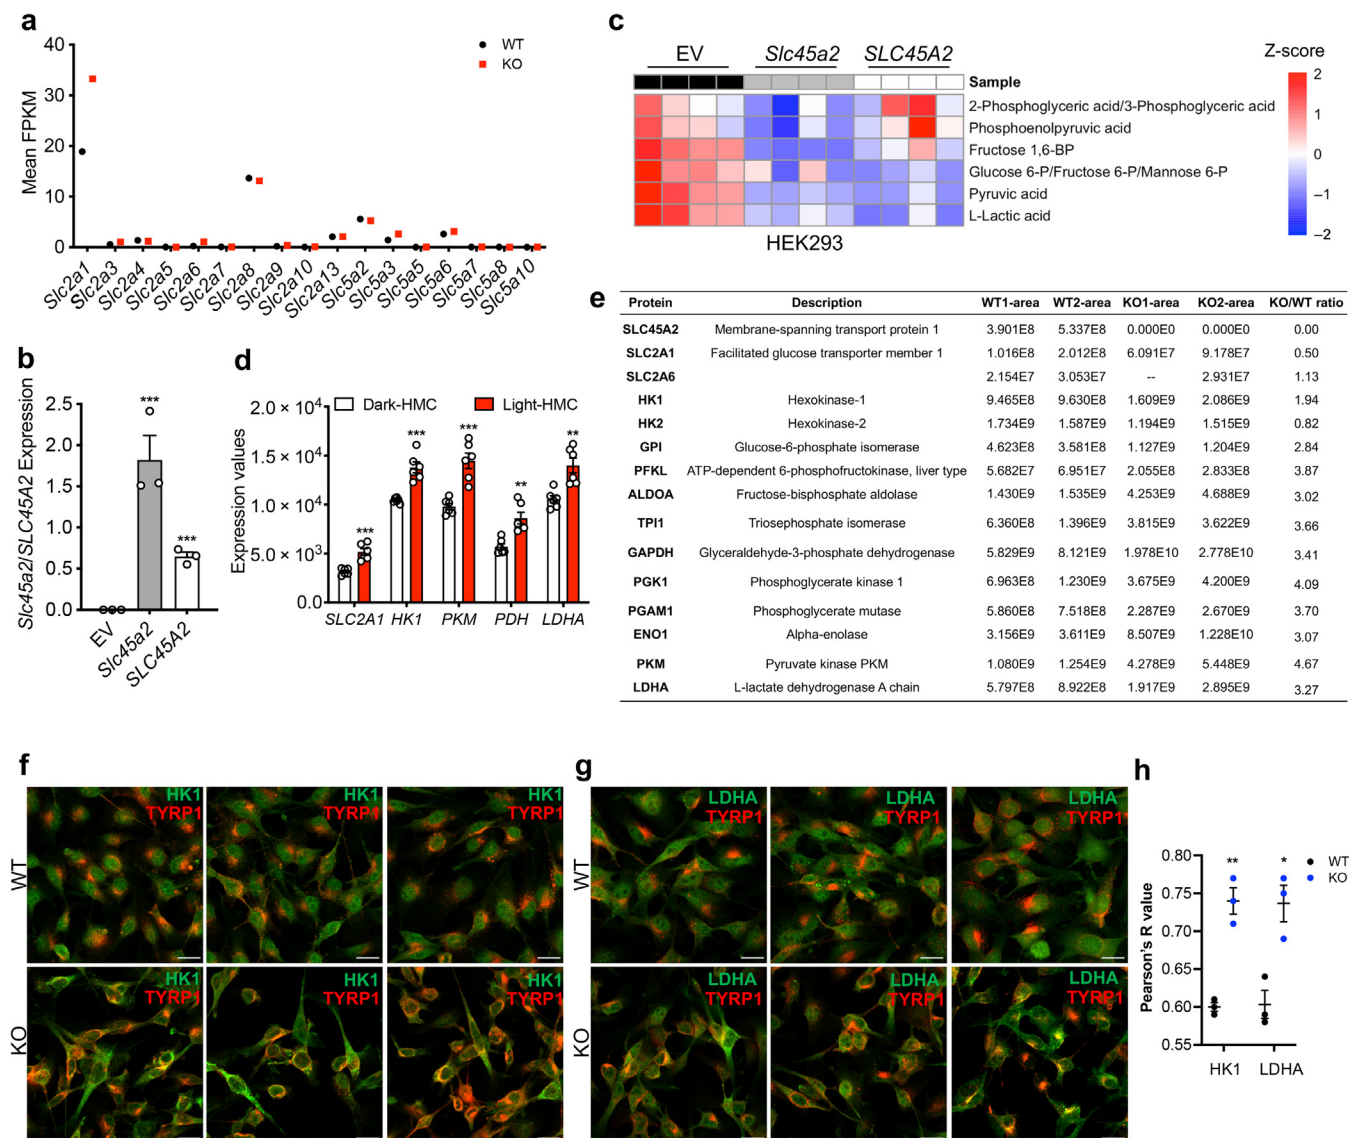 a
40
30
20
10
0
Mean FPKM
WT
KO
Slc2a1
Slc2a3
Slc2a4
Slc2a5
Slc2a6
Slc2a7
Slc2a8
Slc2a9
Slc2a10
Slc2a13
Slc5a2
Slc5a3
Slc5a5
Slc5a6
Slc5a7
Slc5a8
Slc5a10
b
Slc45a2/SLC45A2 Expression
2.5
2.0
1.5
1.0
0.5
0.0
***
***
EV
Slc45a2
SLC45A2
c
EV Slc45a2 SLC45A2
Sample
2-Phosphoglyceric acid/3-Phosphoglyceric acid
Phosphoenolpyruvic acid
Fructose 1,6-BP
Glucose 6-P/Fructose 6-P/Mannose 6-P
Pyruvic acid
L-Lactic acid
HEK293
Z-score
2
1
0
–1
–2
d
Expression values
2.0 × 10⁴
1.5 × 10⁴
1.0 × 10⁴
5.0 × 10³
0.0
Dark-HMC Light-HMC
*** *** *** ** **
SLC2A1 HK1 PKM PDH LDHA
e
Protein Description WT1-area WT2-area KO1-area KO2-area KO/WT ratio
SLC45A2 Membrane-spanning transport protein 1 3.901E8 5.337E8 0.000E0 0.000E0 0.00
SLC2A1 Facilitated glucose transporter member 1 1.016E8 2.012E8 6.091E7 9.178E7 0.50
SLC2A6 2.154E7 3.053E7 -- 2.931E7 1.13
HK1 Hexokinase-1 9.465E8 9.630E8 1.609E9 2.086E9 1.94
HK2 Hexokinase-2 1.734E9 1.587E9 1.194E9 1.515E9 0.82
GPI Glucose-6-phosphate isomerase 4.623E8 3.581E8 1.127E9 1.204E9 2.84
PFKL ATP-dependent 6-phosphofructokinase, liver type 5.682E7 6.951E7 2.055E8 2.833E8 3.87
ALDOA Fructose-bisphosphate aldolase 1.430E9 1.535E9 4.253E9 4.688E9 3.02
TPI1 Triosephosphate isomerase 6.360E8 1.396E9 3.815E9 3.622E9 3.66
GAPDH Glyceraldehyde-3-phosphate dehydrogenase 5.829E9 8.121E9 1.978E10 2.778E10 3.41
PGK1 Phosphoglycerate kinase 1 6.963E8 1.230E9 3.675E9 4.200E9 4.09
PGAM1 Phosphoglycerate mutase 5.860E8 7.518E8 2.287E9 2.670E9 3.70
ENO1 Alpha-enolase 3.156E9 3.611E9 8.507E9 1.228E10 3.07
PKM Pyruvate kinase PKM 1.080E9 1.254E9 4.278E9 5.448E9 4.67
LDHA L-lactate dehydrogenase A chain 5.797E8 8.922E8 1.917E9 2.895E9 3.27
f
WT
HK1
TYRP1
HK1
TYRP1
HK1
TYRP1
KO
HK1
TYRP1
HK1
TYRP1
HK1
TYRP1
g
WT
LDHA
TYRP1
LDHA
TYRP1
LDHA
TYRP1
KO
LDHA
TYRP1
LDHA
TYRP1
LDHA
TYRP1
h
Pearson's R value
0.80
0.75
0.70
0.65
0.60
0.55
** *
WT
KO
HK1 LDHA